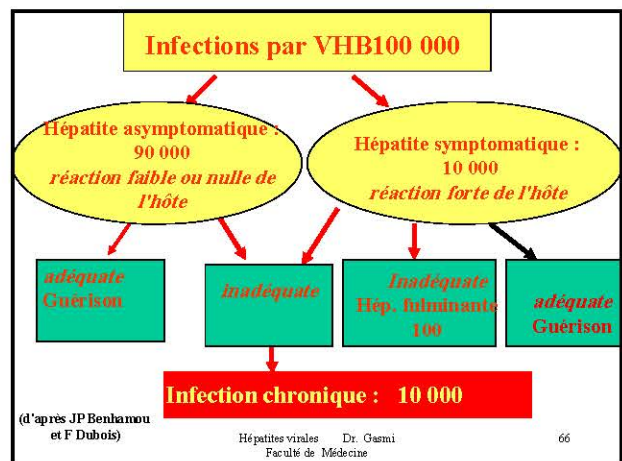 Infections par VHB100 000
Hépatite asymptomatique :
90 000
réaction faible ou nulle de
l'hôte
Hépatite symptomatique :
10 000
réaction forte de l'hôte
adéquate
Guérison
inadéquate
Inadéquate
Hép. fulminante
100
adéquate
Guérison
Infection chronique : 10 000
(d'après JP Benhamou
et F Dubois)
Hépatites virales Dr. Gasmi
Faculté de Médecine
66